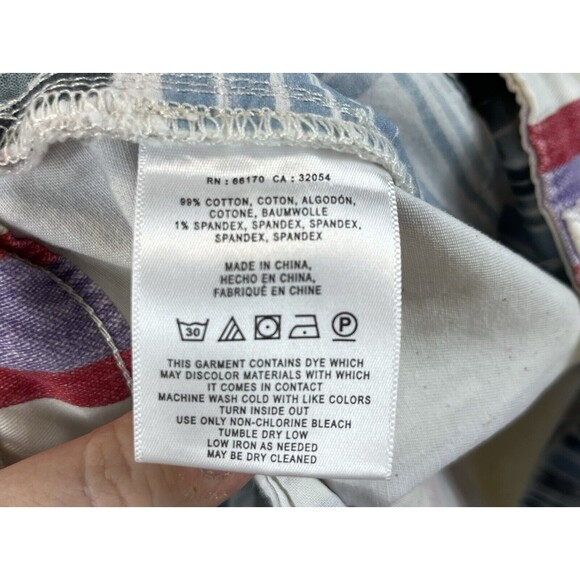 RN : 66170 CA : 32054
99% COTTON, COTON, ALGODÓN,
COTONE, BAUMWOLLE
1% SPANDEX, SPANDEX, SPANDEX,
SPANDEX, SPANDEX
MADE IN CHINA,
HECHO EN CHINA,
FABRIQUÉ EN CHINE
30 P
THIS GARMENT CONTAINS DYE WHICH
MAY DISCOLOR MATERIALS WITH WHICH
IT COMES IN CONTACT
MACHINE WASH COLD WITH LIKE COLORS
TURN INSIDE OUT
USE ONLY NON-CHLORINE BLEACH
TUMBLE DRY LOW
LOW IRON AS NEEDED
MAY BE DRY CLEANED